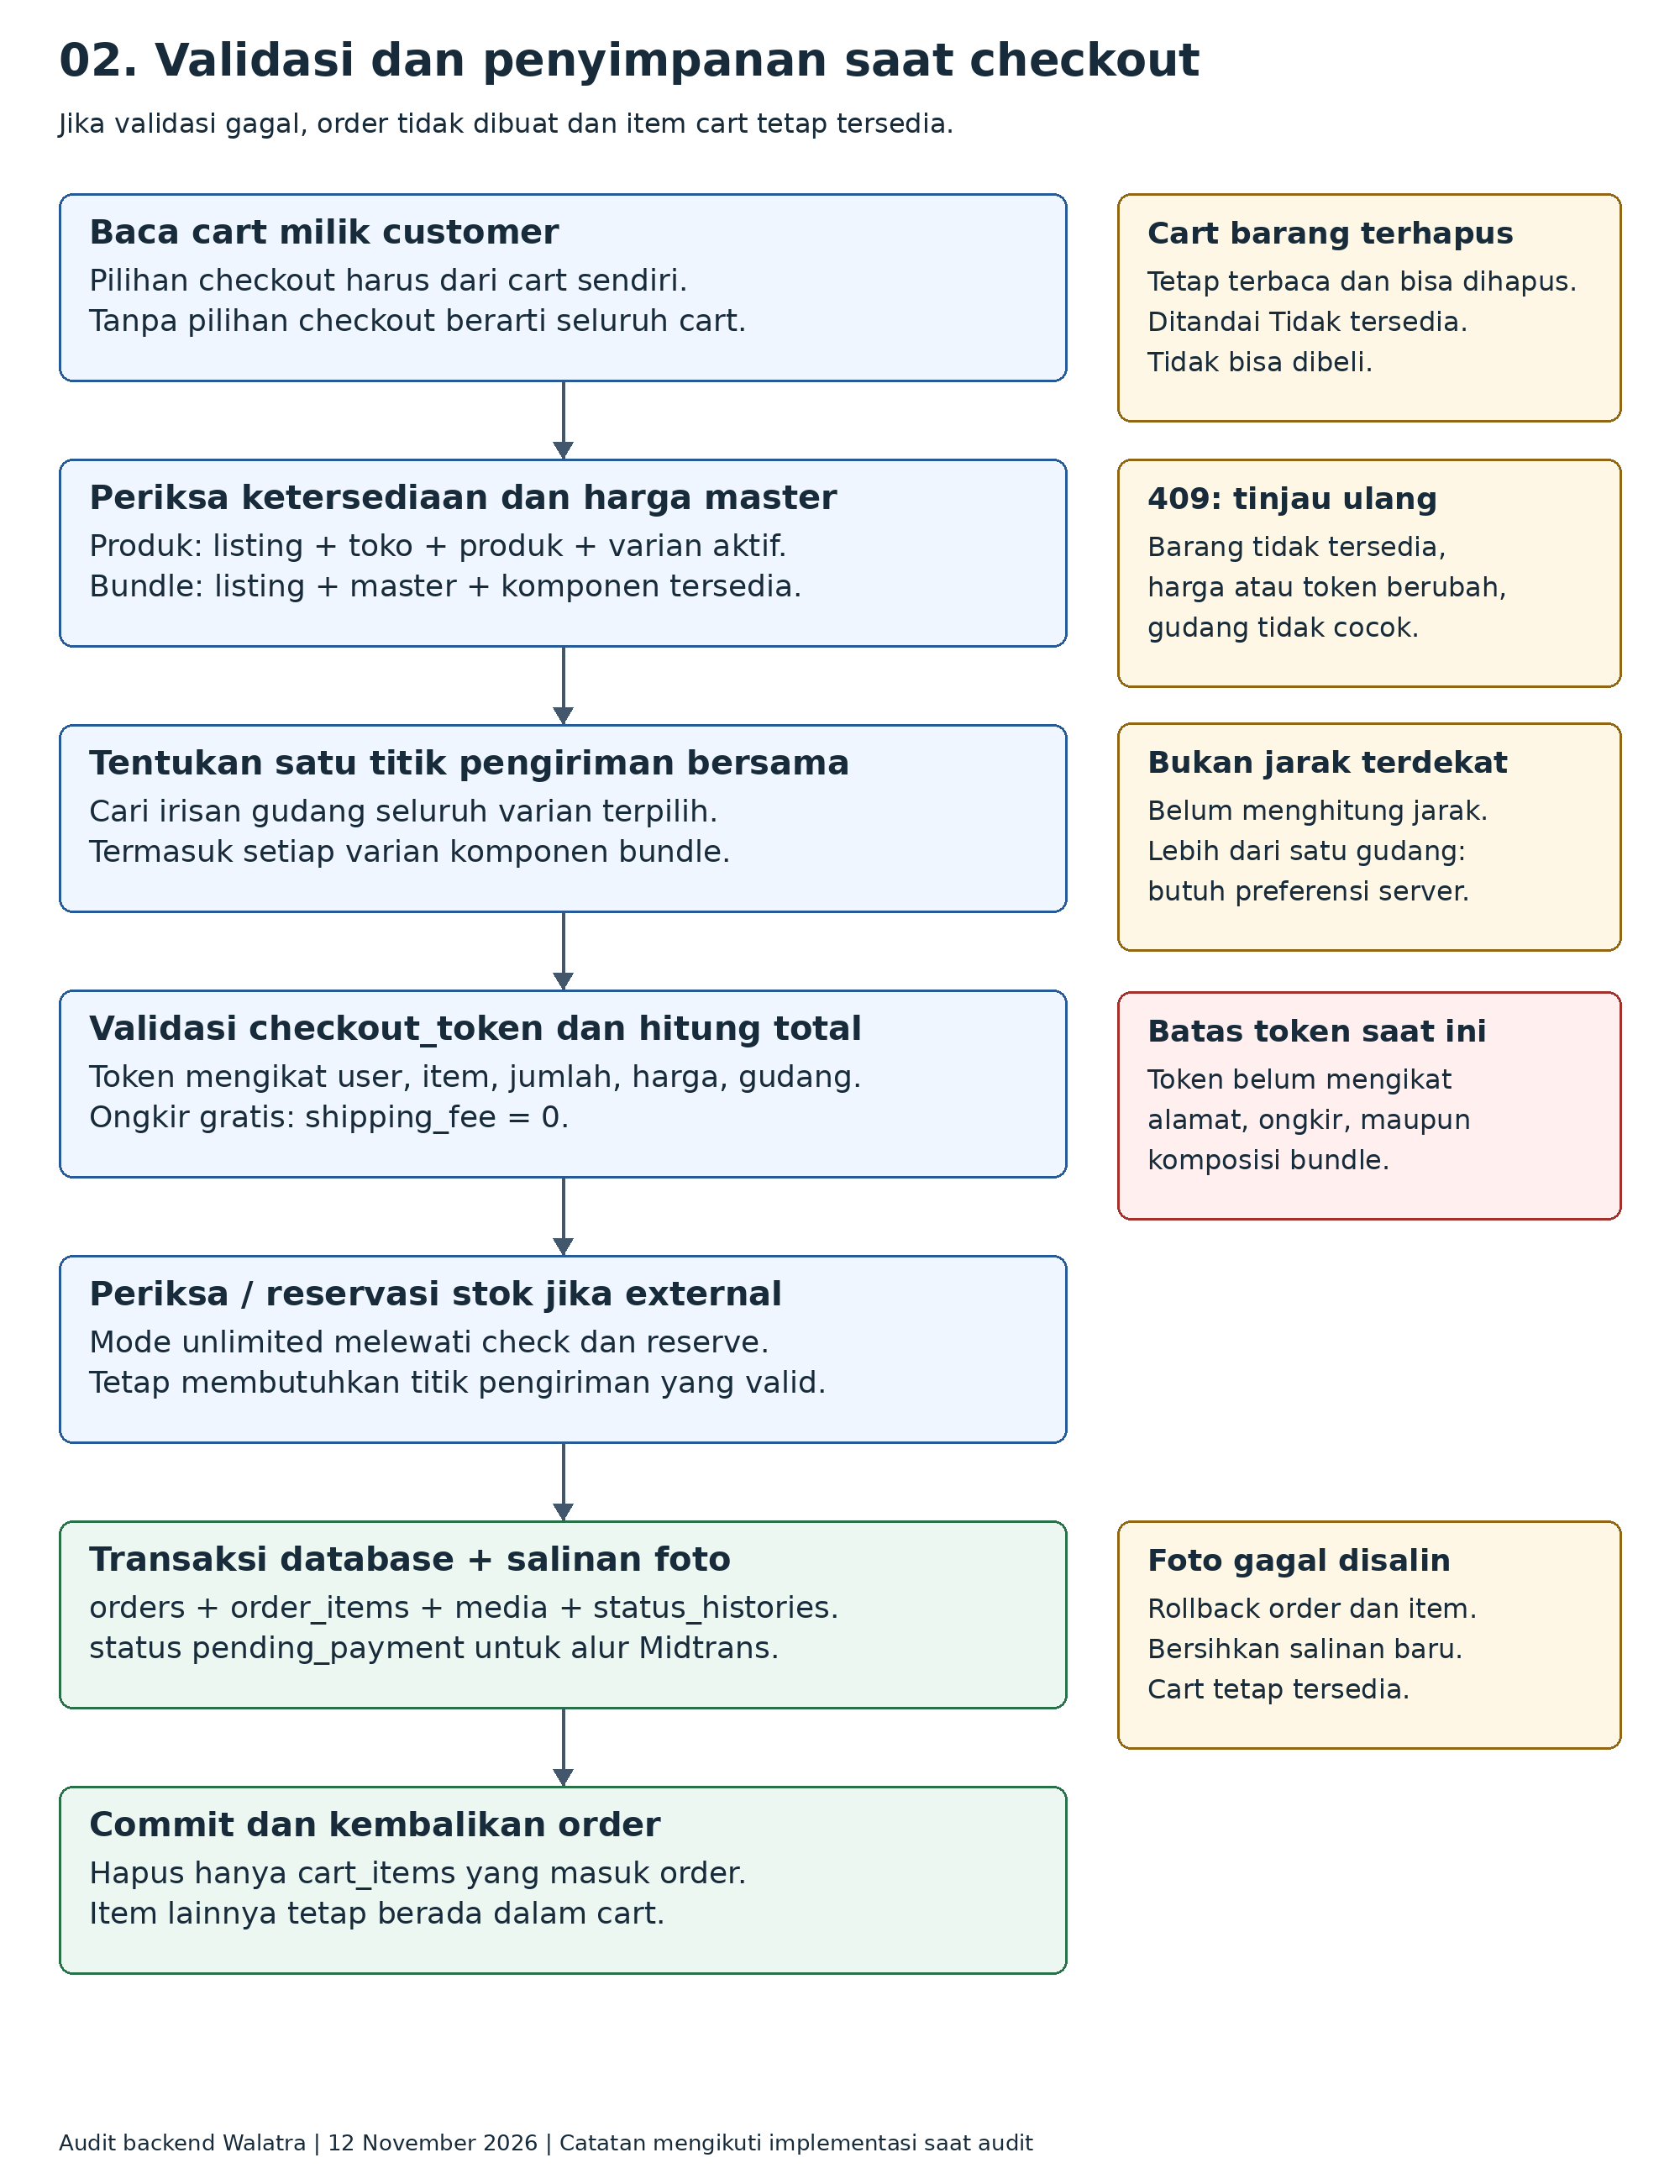 02. Validasi dan penyimpanan saat checkout
Jika validasi gagal, order tidak dibuat dan item cart tetap tersedia.
Baca cart milik customer
Pilihan checkout harus dari cart sendiri.
Tanpa pilihan checkout berarti seluruh cart.
Cart barang terhapus
Tetap terbaca dan bisa dihapus.
Ditandai Tidak tersedia.
Tidak bisa dibeli.
Periksa ketersediaan dan harga master
Produk: listing + toko + produk + varian aktif.
Bundle: listing + master + komponen tersedia.
409: tinjau ulang
Barang tidak tersedia,
harga atau token berubah,
gudang tidak cocok.
Tentukan satu titik pengiriman bersama
Cari irisan gudang seluruh varian terpilih.
Termasuk setiap varian komponen bundle.
Bukan jarak terdekat
Belum menghitung jarak.
Lebih dari satu gudang:
butuh preferensi server.
Validasi checkout_token dan hitung total
Token mengikat user, item, jumlah, harga, gudang.
Ongkir gratis: shipping_fee = 0.
Batas token saat ini
Token belum mengikat
alamat, ongkir, maupun
komposisi bundle.
Periksa / reservasi stok jika external
Mode unlimited melewati check dan reserve.
Tetap membutuhkan titik pengiriman yang valid.
Transaksi database + salinan foto
orders + order_items + media + status_histories.
status pending_payment untuk alur Midtrans.
Foto gagal disalin
Rollback order dan item.
Bersihkan salinan baru.
Cart tetap tersedia.
Commit dan kembalikan order
Hapus hanya cart_items yang masuk order.
Item lainnya tetap berada dalam cart.
Audit backend Walatra | 12 November 2026 | Catatan mengikuti implementasi saat audit